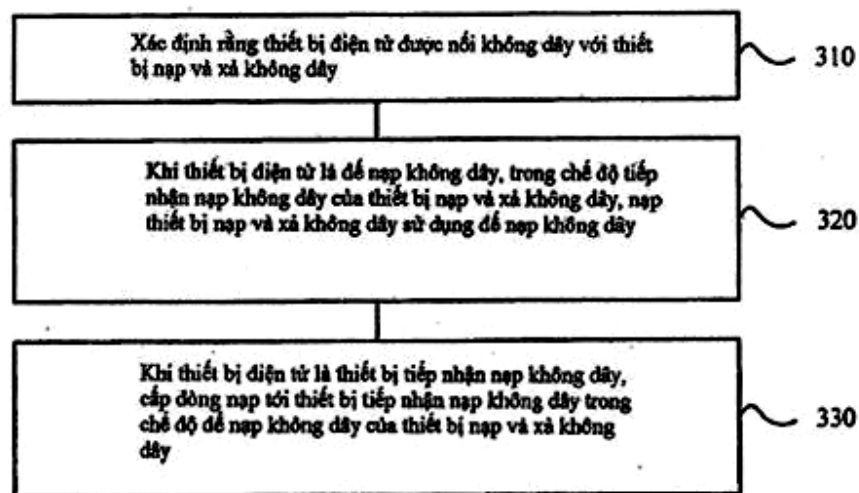 Xác định rằng thiết bị điện tử được nối không dây với thiết
bị nạp và xả không dây
310
Khi thiết bị điện tử là đế nạp không dây, trong chế độ tiếp
nhận nạp không dây của thiết bị nạp và xả không dây, nạp
thiết bị nạp và xả không dây sử dụng đế nạp không dây
320
Khi thiết bị điện tử là thiết bị tiếp nhận nạp không dây,
cấp dòng nạp tới thiết bị tiếp nhận nạp không dây trong
chế độ đế nạp không dây của thiết bị nạp và xả không
dây
330